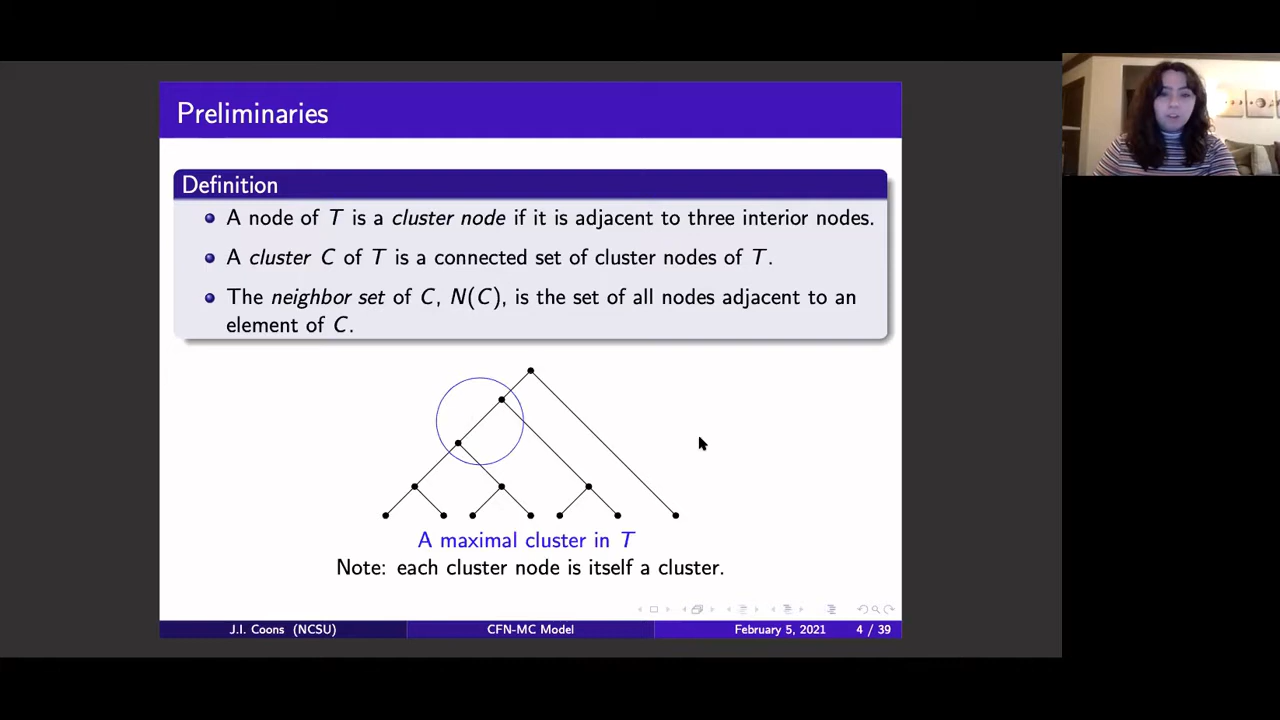 Preliminaries
Definition
A node of T is a cluster node if it is adjacent to three interior nodes.
A cluster C of T is a connected set of cluster nodes of T.
The neighbor set of C, N(C), is the set of all nodes adjacent to an
element of C.
A maximal cluster in T
Note: each cluster node is itself a cluster.
J.I. Coons (NCSU) CFN-MC Model February 5, 2021 4 / 39